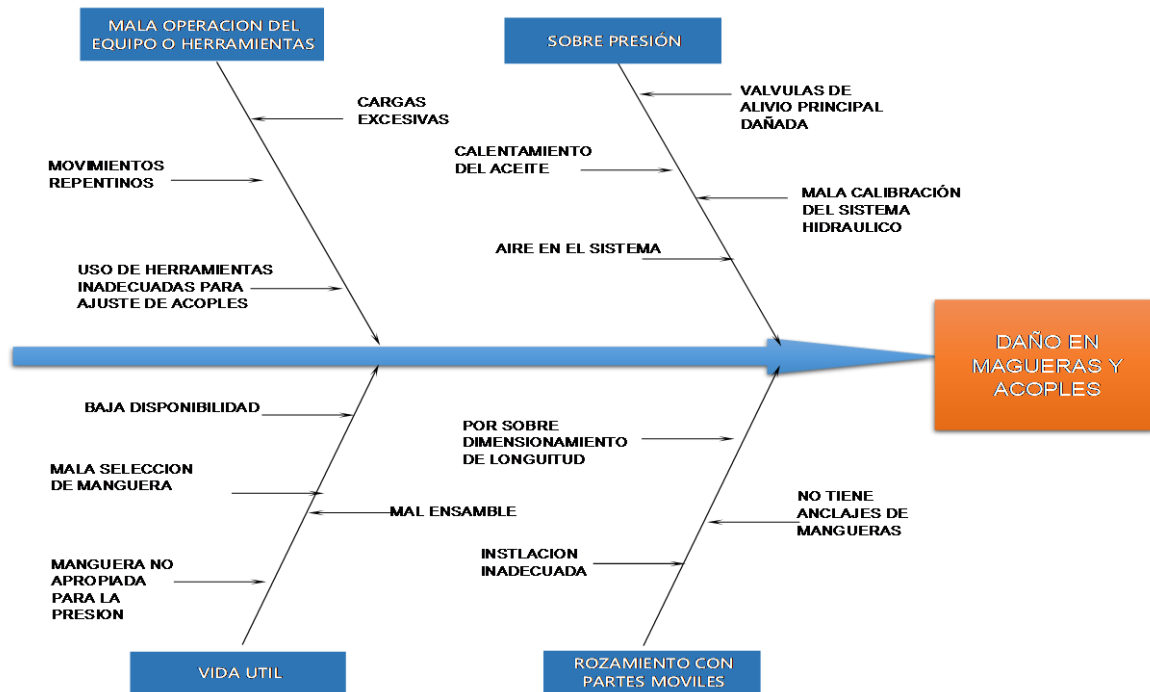 MALA OPERACION DEL
EQUIPO O HERRAMIENTAS
SOBRE PRESIÓN
CARGAS
EXCESIVAS
MOVIMIENTOS
REPENTINOS
USO DE HERRAMIENTAS
INADECUADAS PARA
AJUSTE DE ACOPLES
VALVULAS DE
ALIVIO PRINCIPAL
DAÑADA
CALENTAMIENTO
DEL ACEITE
MALA CALIBRACIÓN
DEL SISTEMA
HIDRAULICO
AIRE EN EL SISTEMA
DAÑO EN
MAGUERAS Y
ACOPLES
BAJA DISPONIBILIDAD
MALA SELECCION
DE MANGUERA
MAL ENSAMBLE
MANGUERA NO
APROPIADA
PARA LA
PRESION
POR SOBRE
DIMENSIONAMIENTO
DE LONGUITUD
NO TIENE
ANCLAJES DE
MANGUERAS
INSTLACION
INADECUADA
VIDA UTIL
ROZAMIENTO CON
PARTES MOVILES